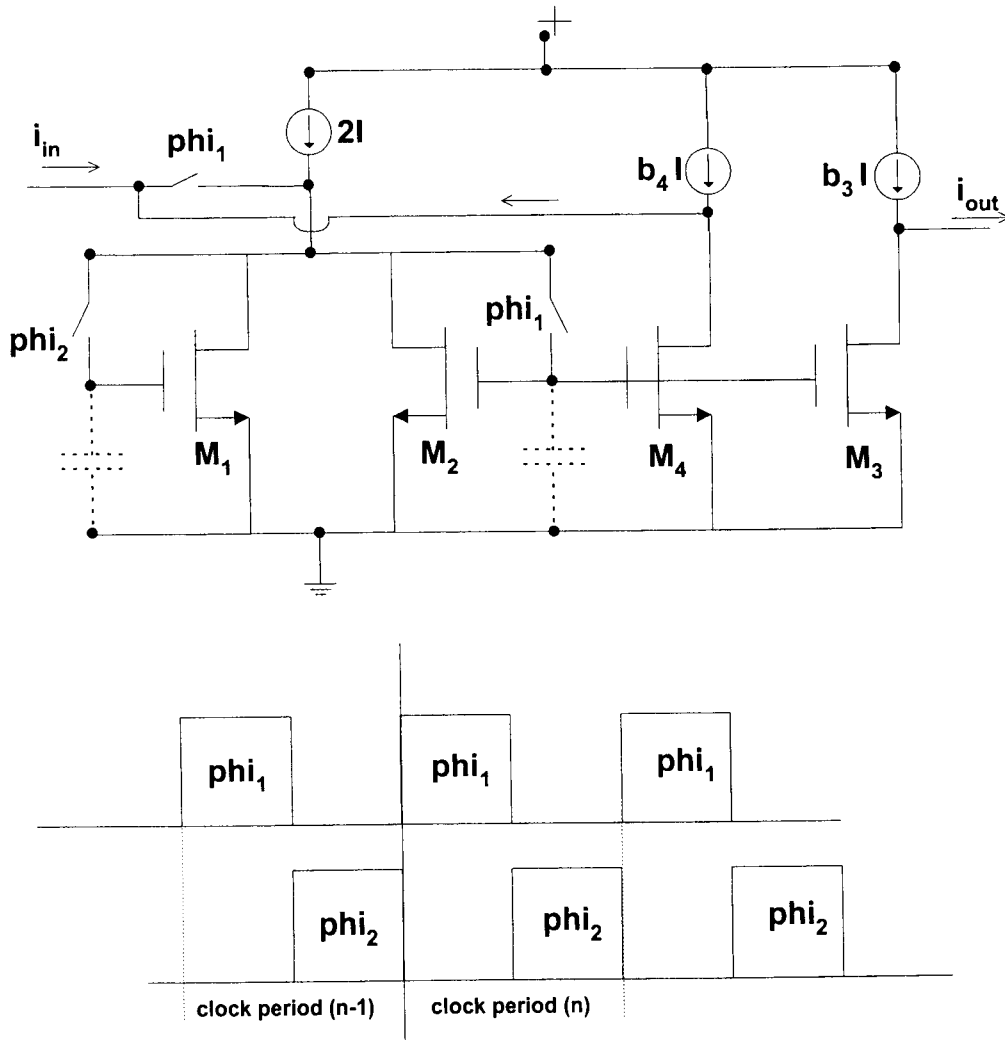 +
i_in
phi_1
2I
b_4 I
b_3 I
i_out
phi_2
phi_1
M_1
M_2
M_4
M_3
phi_1
phi_1
phi_1
phi_2
phi_2
phi_2
clock period (n-1)
clock period (n)